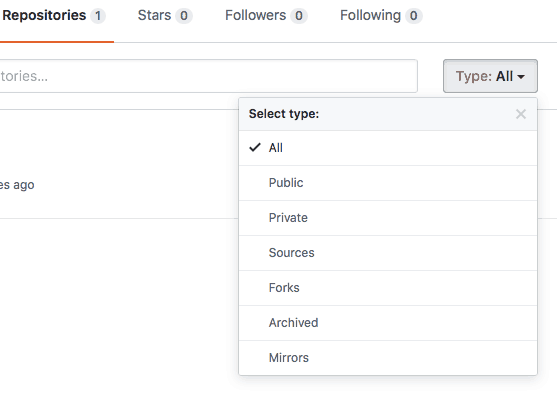 Repositories 1 Stars 0 Followers 0 Following 0
tories... Type: All
Select type:
All
Public
es ago
Private
Sources
Forks
Archived
Mirrors